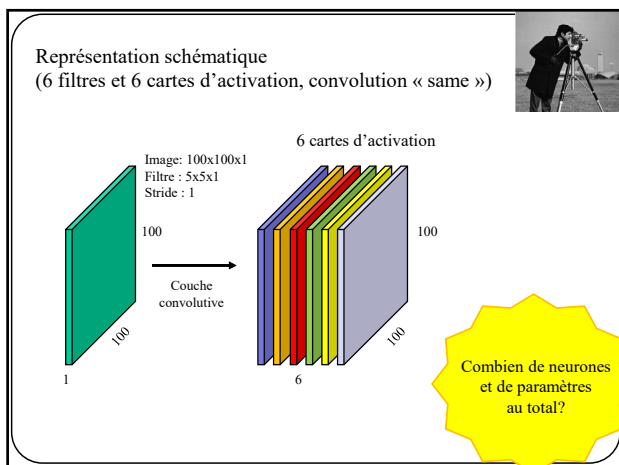 Représentation schématique
(6 filtres et 6 cartes d’activation, convolution « same »)
6 cartes d’activation
Image: 100x100x1
Filtre : 5x5x1
Stride : 1
100
100
Couche
convolutive
100
100
1
6
Combien de neurones
et de paramètres
au total?